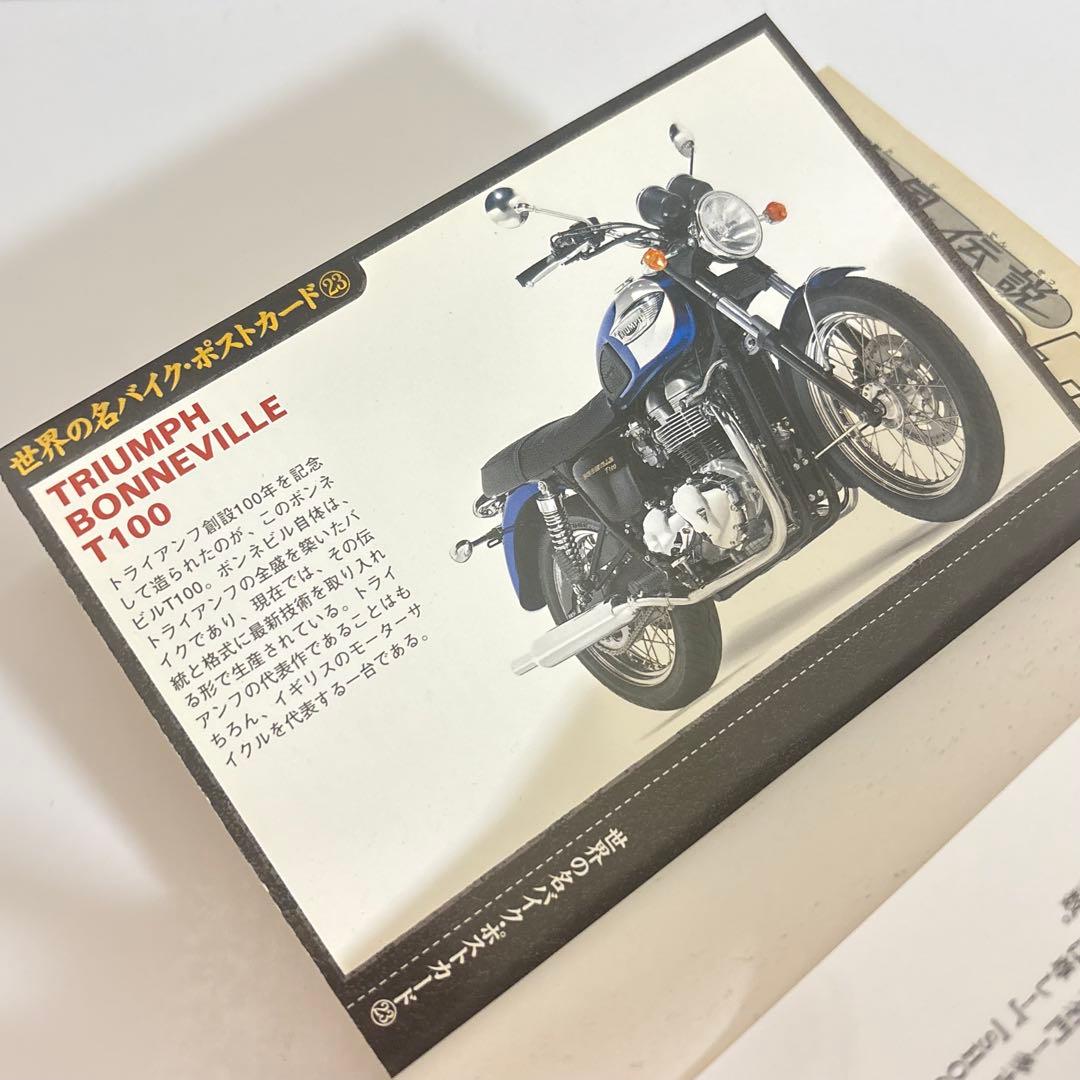 世界の名バイク・ポストカード㉓
TRIUMPH
BONNEVILLE
T100
トライアンフ創設100年を記念
して造られたのが、このボンネ
ビルT100。ボンネビル自体は、
トライアンフの全盛を築いたバ
イクであり、現在では、その伝
統と格式に最新技術を取り入れ
る形で生産されている。トライ
アンフの代表作であることはも
ちろん、イギリスのモーターサ
イクルを代表する一台である。
TRIUMPH
T100
世界の名バイク・ポストカード㉓
伝説